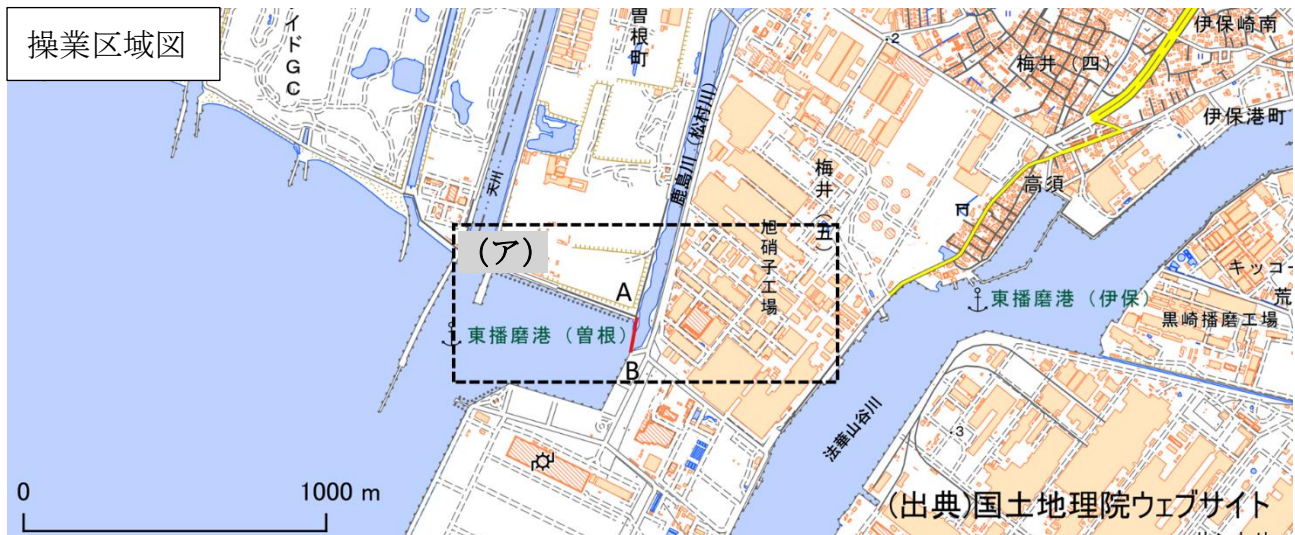 操業区域図
イドGC
天川
曽根町
鹿島川(松村川)
・2
梅井(四)
伊保崎南
伊保港町
梅井(五)
高須
旭硝子工場
(ア)
A
東播磨港(曽根)
B
東播磨港(伊保)
キッコー
荒
黒崎播磨工場
法華山谷川
・3
0
1000 m
(出典)国土地理院ウェブサイト